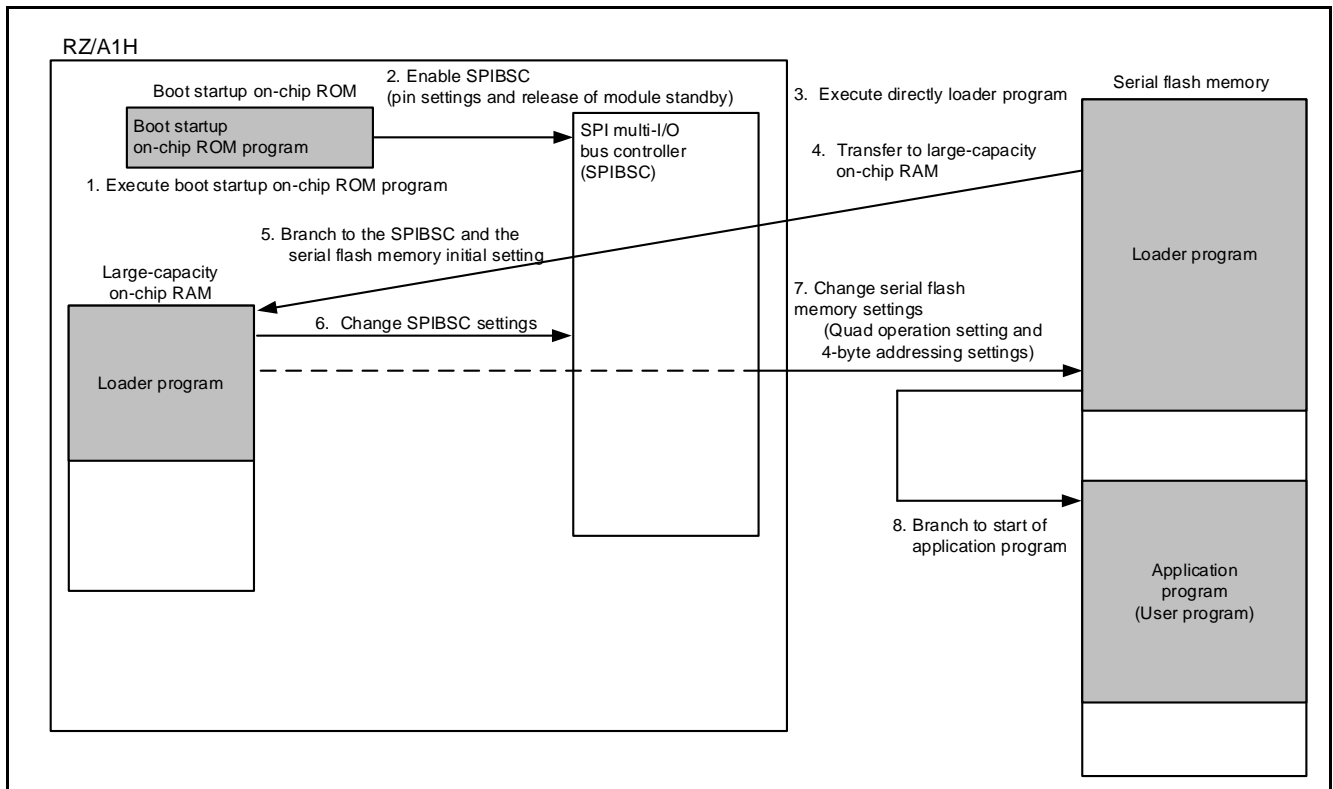 RZ/A1H
Boot startup on-chip ROM
Boot startup
on-chip ROM program
1. Execute boot startup on-chip ROM program
2. Enable SPIBSC
(pin settings and release of module standby)
SPI multi-I/O
bus controller
(SPIBSC)
3. Execute directly loader program
Serial flash memory
4. Transfer to large-capacity
on-chip RAM
Loader program
5. Branch to the SPIBSC and the
serial flash memory initial setting
Large-capacity
on-chip RAM
6. Change SPIBSC settings
Loader program
7. Change serial flash
memory settings
(Quad operation setting and
4-byte addressing settings)
8. Branch to start of
application program
Application
program
(User program)